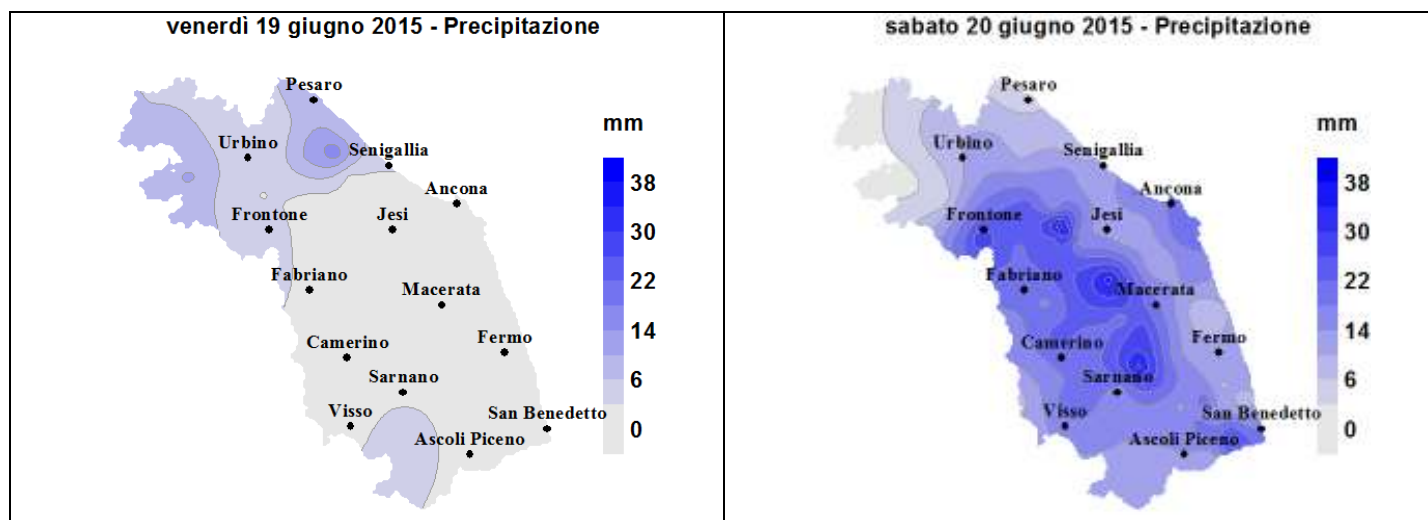 venerdì 19 giugno 2015 - Precipitazione
Pesaro
mm
Urbino
Senigallia
38
Ancona
Frontone
Jesi
30
Fabriano
Macerata
22
14
Camerino
Fermo
Sarnano
6
Visso
San Benedetto
0
Ascoli Piceno
sabato 20 giugno 2015 - Precipitazione
Pesaro
mm
Urbino
Senigallia
38
Ancona
Frontone
Jesi
30
Fabriano
Macerata
22
14
Camerino
Fermo
Sarnano
6
Visso
San Benedetto
0
Ascoli Piceno